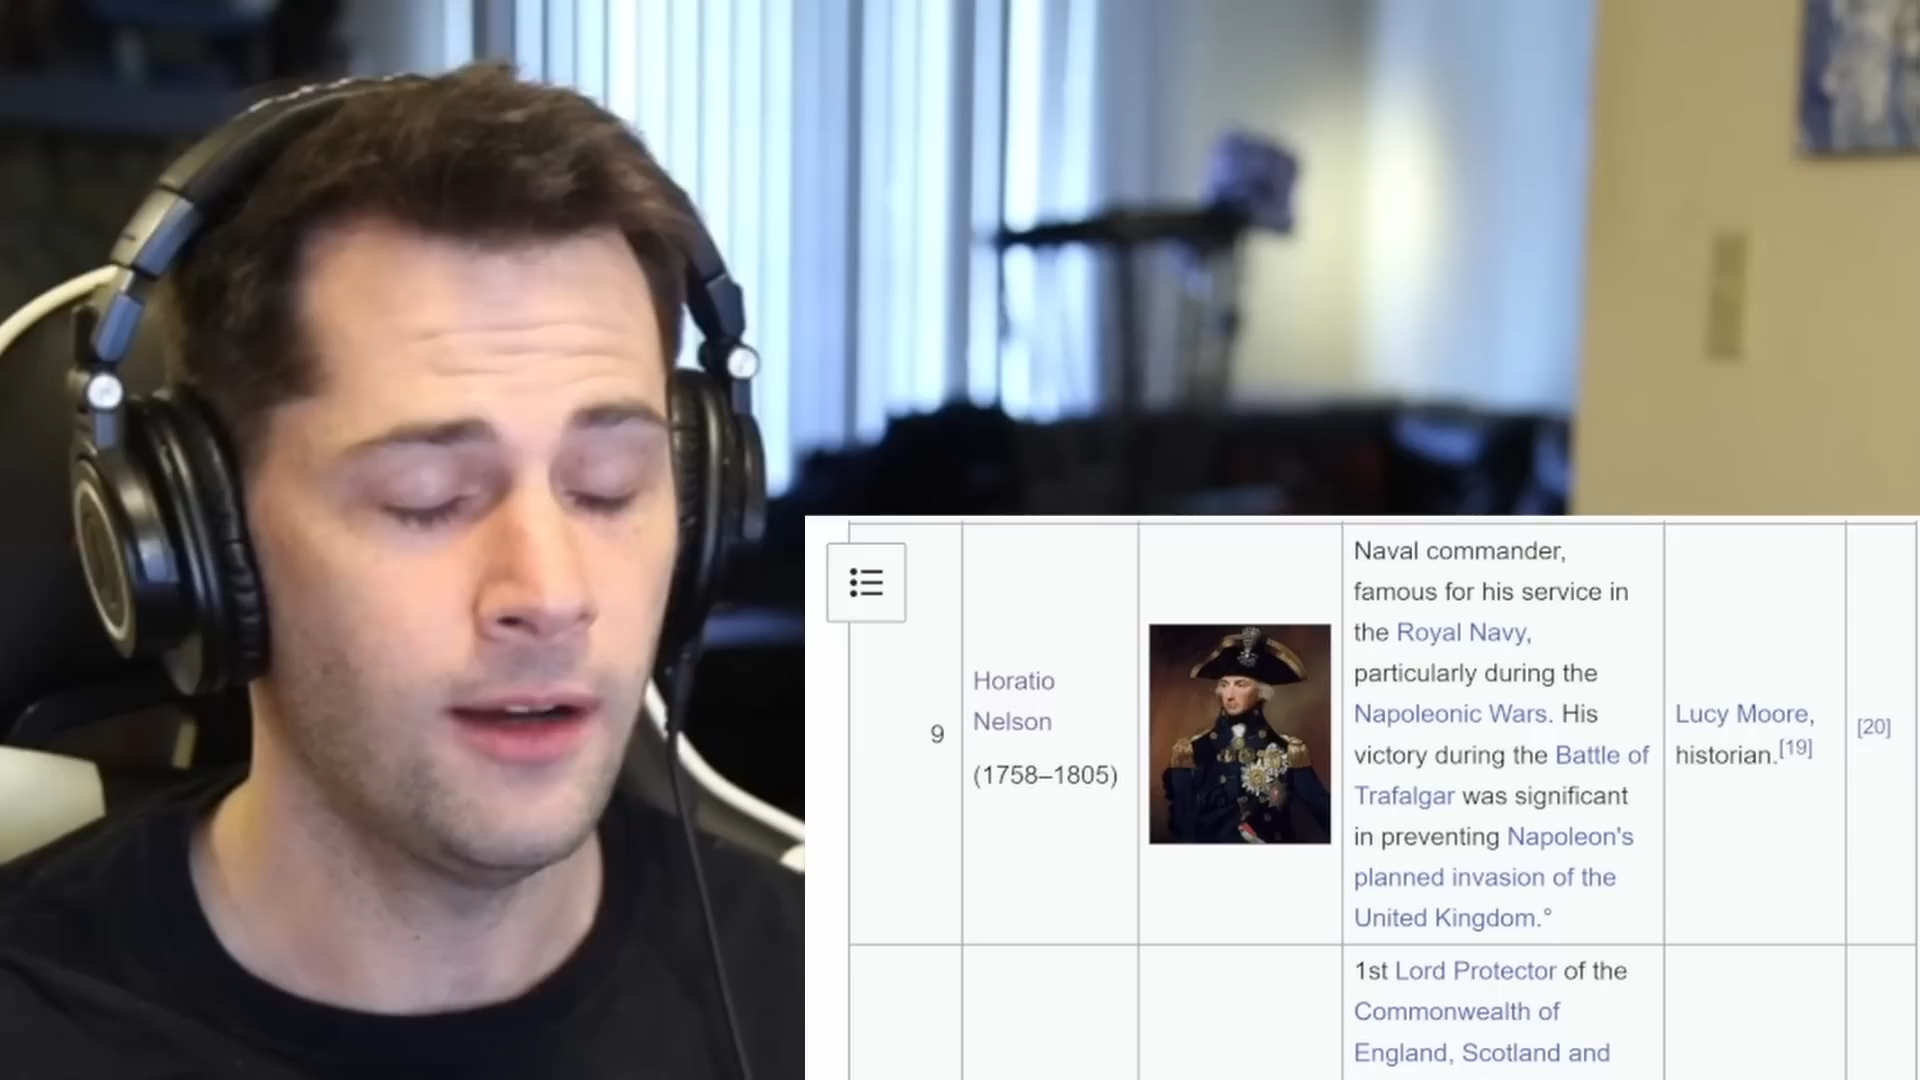 9
Horatio
Nelson
(1758–1805)
Naval commander,
famous for his service in
the Royal Navy,
particularly during the
Napoleonic Wars. His
victory during the Battle of
Trafalgar was significant
in preventing Napoleon's
planned invasion of the
United Kingdom.°
Lucy Moore,
historian.[19]
[20]
1st Lord Protector of the
Commonwealth of
England, Scotland and